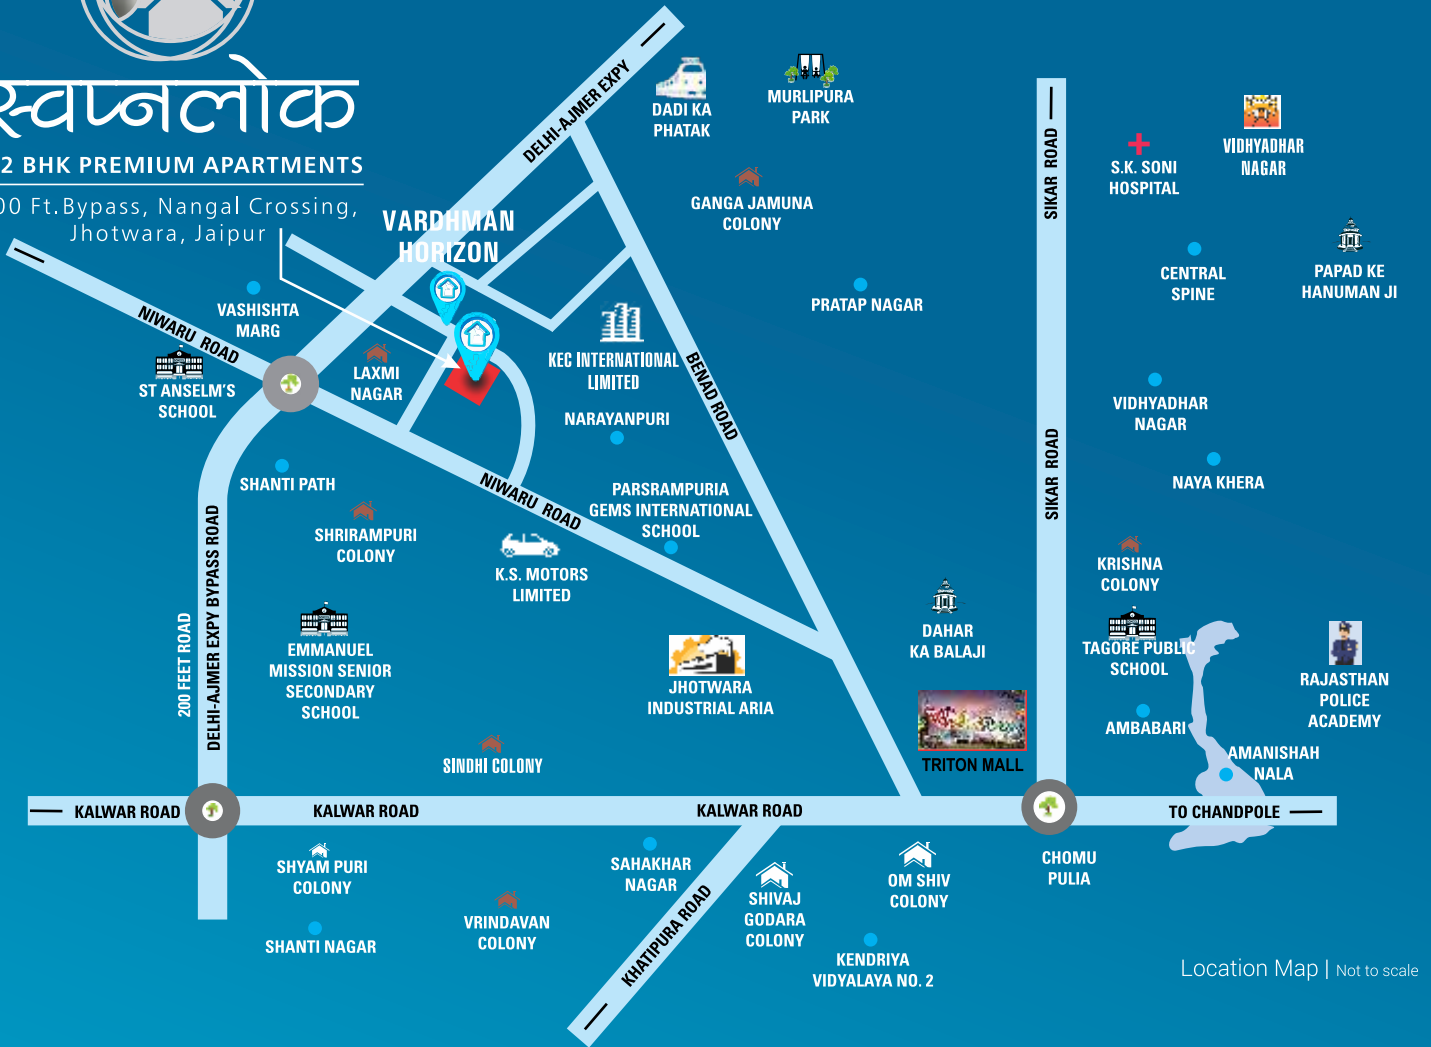 स्वप्नलोक
2 BHK PREMIUM APARTMENTS
00 Ft.Bypass, Nangal Crossing,
Jhotwara, Jaipur
DELHI-AJMER EXPY
DADI KA
PHATAK
MURLIPURA
PARK
GANGA JAMUNA
COLONY
SIKAR ROAD
S.K. SONI
HOSPITAL
VIDHYADHAR
NAGAR
VARDHMAN
HORIZON
CENTRAL
SPINE
PAPAD KE
HANUMAN JI
PRATAP NAGAR
VASHISHTA
MARG
NIWARU ROAD
ST ANSELM'S
SCHOOL
LAXMI
NAGAR
KEC INTERNATIONAL
LIMITED
BENAD ROAD
NARAYANPURI
VIDHYADHAR
NAGAR
SIKAR ROAD
NAYA KHERA
SHANTI PATH
NIWARU ROAD
PARSRAMPURIA
GEMS INTERNATIONAL
SCHOOL
SHRIRAMPURI
COLONY
K.S. MOTORS
LIMITED
KRISHNA
COLONY
200 FEET ROAD
DELHI-AJMER EXPY BYPASS ROAD
EMMANUEL
MISSION SENIOR
SECONDARY
SCHOOL
DAHAR
KA BALAJI
TAGORE PUBLIC
SCHOOL
JHOTWARA
INDUSTRIAL ARIA
RAJASTHAN
POLICE
ACADEMY
AMBABARI
SINDHI COLONY
TRITON MALL
AMANISHAH
NALA
KALWAR ROAD
KALWAR ROAD
KALWAR ROAD
TO CHANDPOLE
SHYAM PURI
COLONY
SAHAKHAR
NAGAR
CHOMU
PULIA
OM SHIV
COLONY
SHIVAJ
GODARA
COLONY
KHATIPURA ROAD
VRINDAVAN
COLONY
SHANTI NAGAR
KENDRIYA
VIDYALAYA NO. 2
Location Map | Not to scale